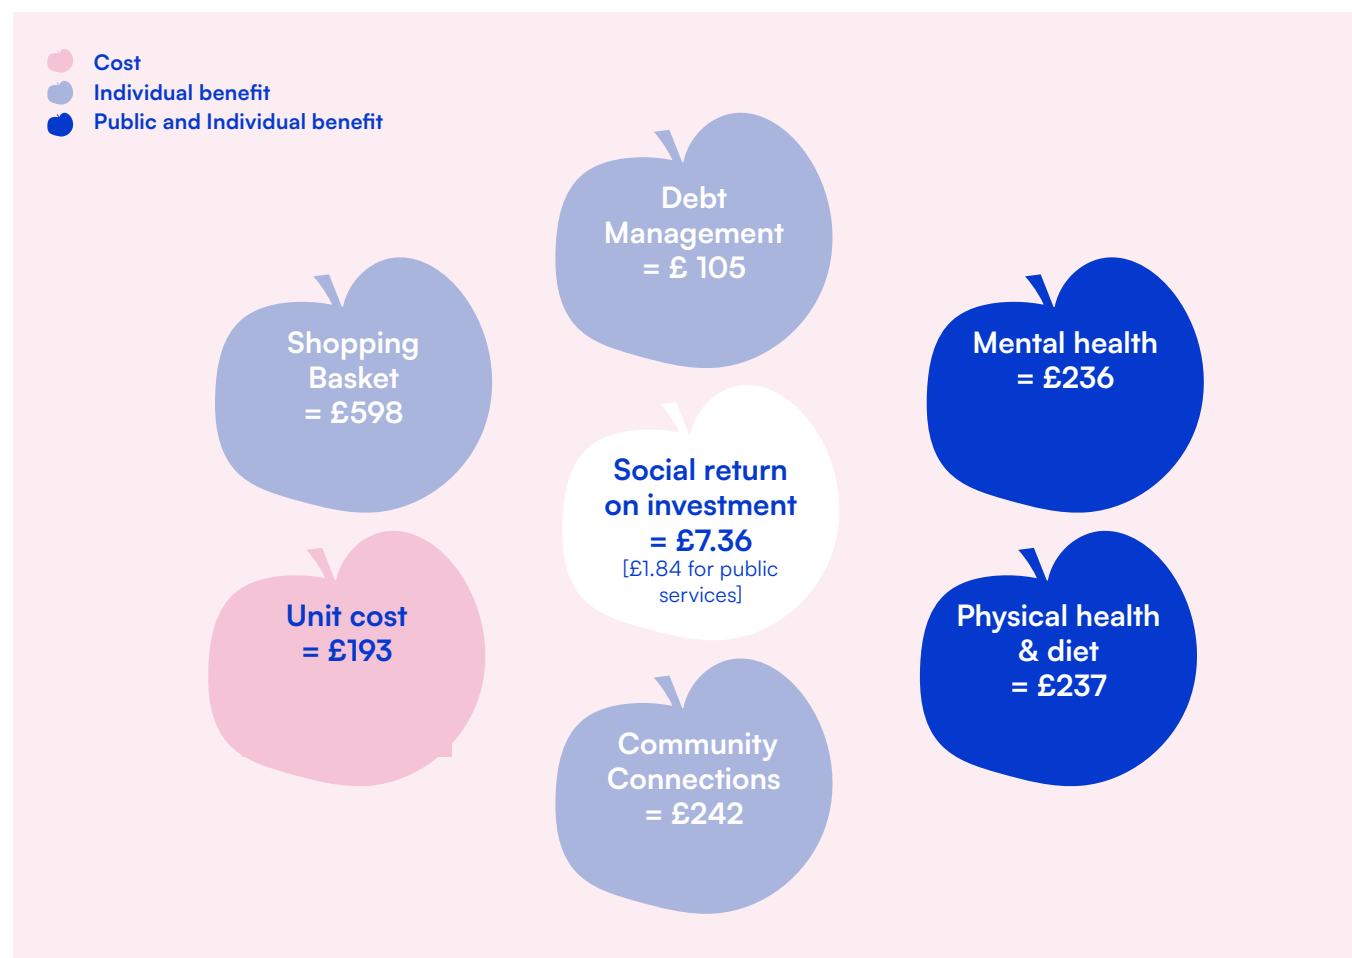 Cost
Individual benefit
Public and Individual benefit
Debt
Management
= £ 105
Shopping
Basket
= £598
Mental health
= £236
Social return
on investment
= £7.36
[£1.84 for public
services]
Unit cost
= £193
Physical health
& diet
= £237
Community
Connections
= £242